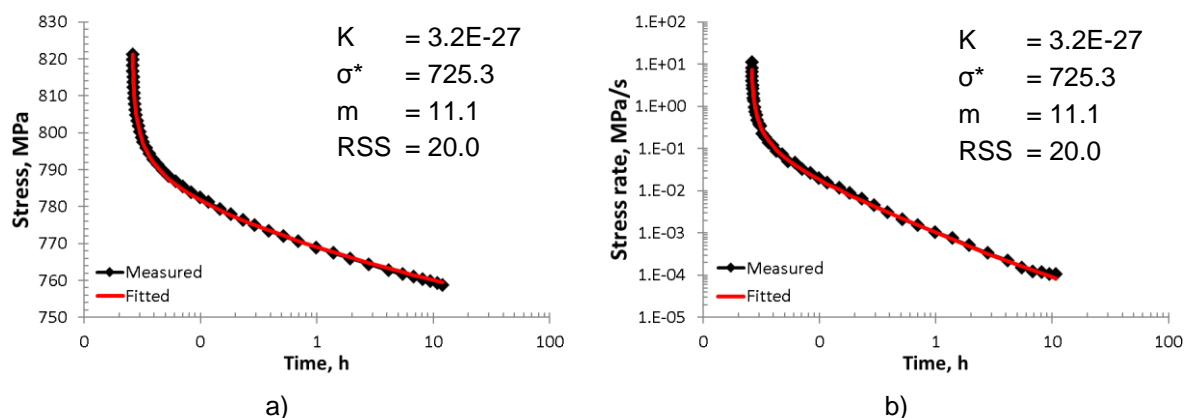 830
820
810
800
790
780
770
760
750
Stress, MPa
K = 3.2E-27
σ* = 725.3
m = 11.1
RSS = 20.0
Measured
Fitted
0 0 1 10 100
Time, h
a)
1.E+02
1.E+01
1.E+00
1.E-01
1.E-02
1.E-03
1.E-04
1.E-05
Stress rate, MPa/s
K = 3.2E-27
σ* = 725.3
m = 11.1
RSS = 20.0
Measured
Fitted
0 0 1 10 100
Time, h
b)